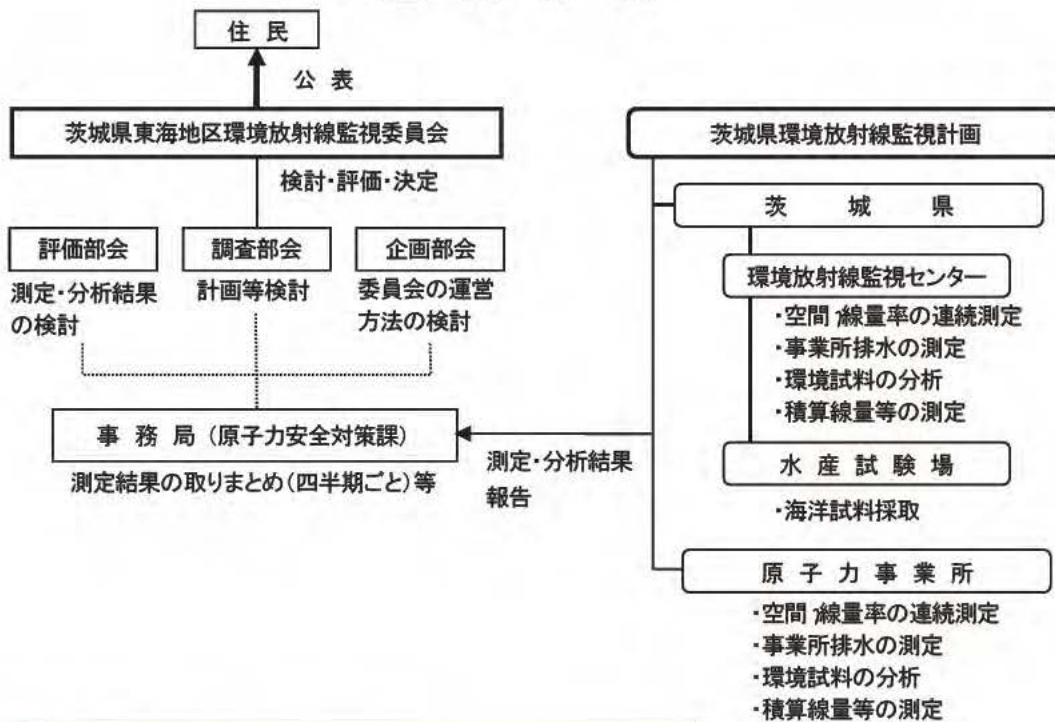 住 民
公 表
茨城県東海地区環境放射線監視委員会
検討・評価・決定
評価部会
測定・分析結果
の検討
調査部会
計画等検討
企画部会
委員会の運営
方法の検討
事 務 局 (原子力安全対策課)
測定結果の取りまとめ(四半期ごと)等
測定・分析結果
報告
茨城県環境放射線監視計画
茨 城 県
環境放射線監視センター
・空間γ線量率の連続測定
・事業所排水の測定
・環境試料の分析
・積算線量等の測定
水 産 試 験 場
・海洋試料採取
原 子 力 事 業 所
・空間γ線量率の連続測定
・事業所排水の測定
・環境試料の分析
・積算線量等の測定